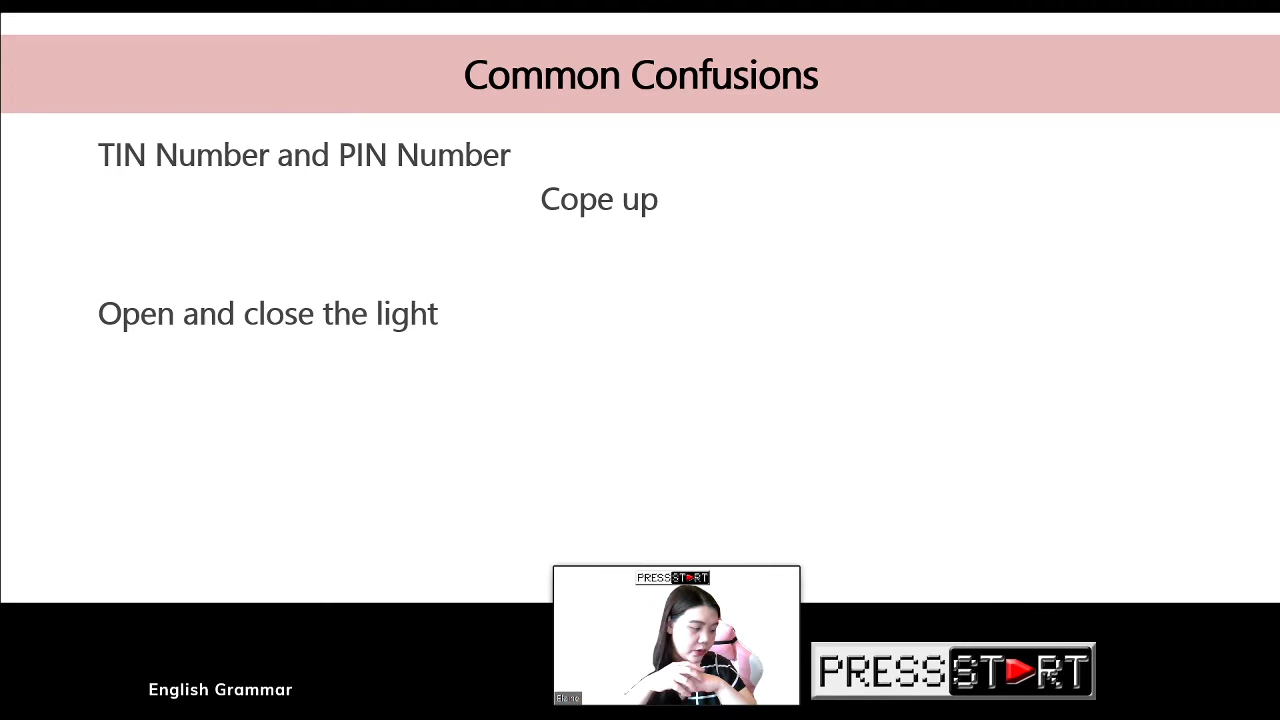 Common Confusions
TIN Number and PIN Number
Cope up
Open and close the light
PRESS START
Elaine
English Grammar
PRESS START